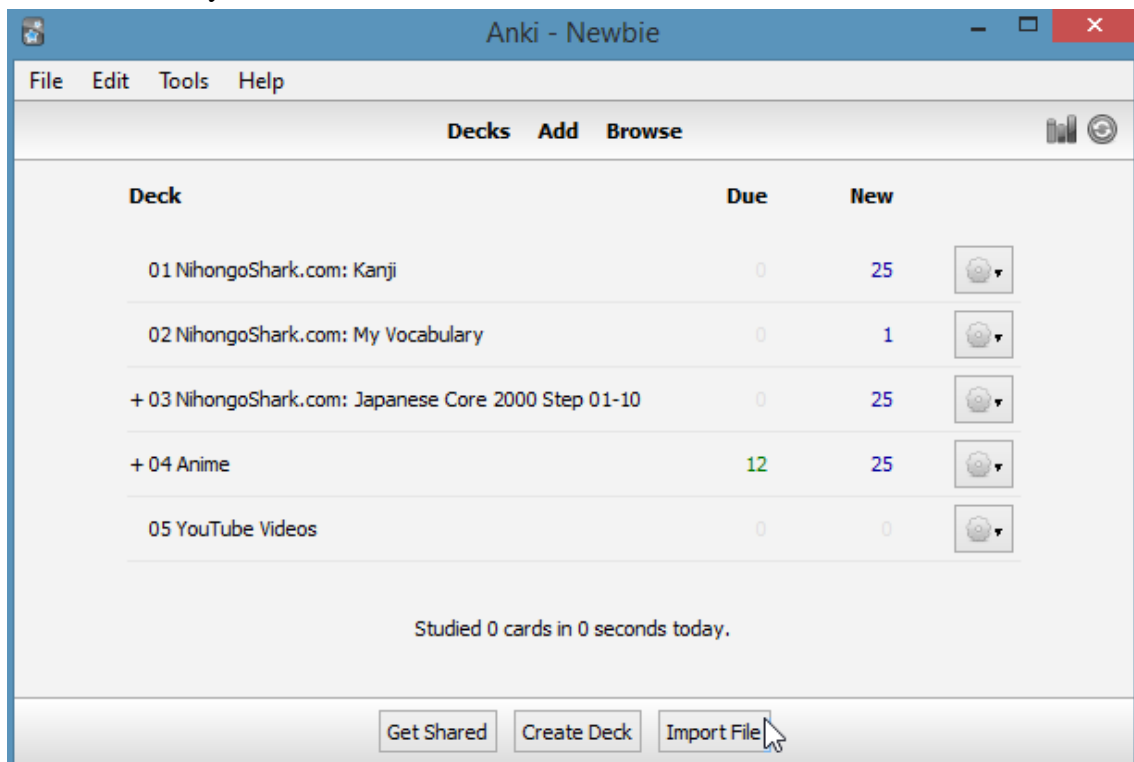 Anki - Newbie
File Edit Tools Help
Decks Add Browse
Deck Due New
01 NihongoShark.com: Kanji 0 25
02 NihongoShark.com: My Vocabulary 0 1
+ 03 NihongoShark.com: Japanese Core 2000 Step 01-10 0 25
+ 04 Anime 12 25
05 YouTube Videos 0 0
Studied 0 cards in 0 seconds today.
Get Shared Create Deck Import File